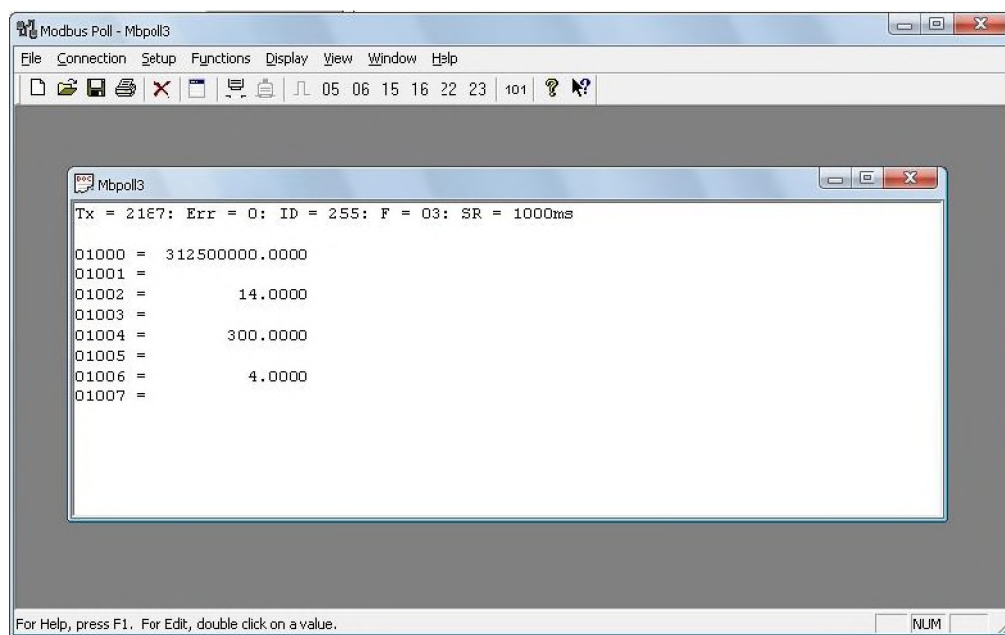 Modbus Poll - Mbpoll3
File Connection Setup Functions Display View Window Help
05 06 15 16 22 23 101
Mbpoll3
Tx = 2187: Err = 0: ID = 255: F = 03: SR = 1000ms
01000 = 312500000.0000
01001 =
01002 = 14.0000
01003 =
01004 = 300.0000
01005 =
01006 = 4.0000
01007 =
For Help, press F1. For Edit, double click on a value.
NUM